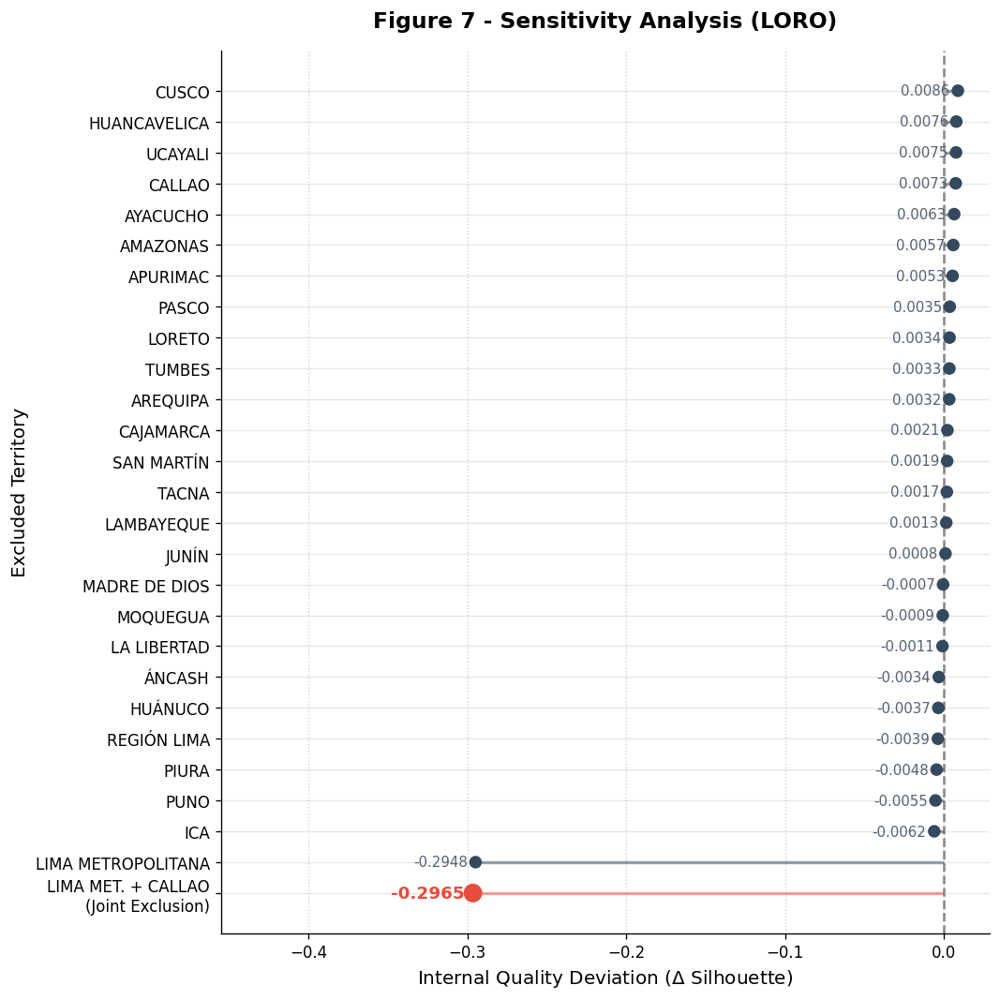 Figure 7 - Sensitivity Analysis (LORO)
Excluded Territory
CUSCO 0.0086
HUANCAVELICA 0.0076
UCAYALI 0.0075
CALLAO 0.0073
AYACUCHO 0.0063
AMAZONAS 0.0057
APURIMAC 0.0053
PASCO 0.0035
LORETO 0.0034
TUMBES 0.0033
AREQUIPA 0.0032
CAJAMARCA 0.0021
SAN MARTÍN 0.0019
TACNA 0.0017
LAMBAYEQUE 0.0013
JUNÍN 0.0008
MADRE DE DIOS -0.0007
MOQUEGUA -0.0009
LA LIBERTAD -0.0011
ÁNCASH -0.0034
HUÁNUCO -0.0037
REGIÓN LIMA -0.0039
PIURA -0.0048
PUNO -0.0055
ICA -0.0062
LIMA METROPOLITANA -0.2948
LIMA MET. + CALLAO
(Joint Exclusion) -0.2965
−0.4 −0.3 −0.2 −0.1 0.0
Internal Quality Deviation (Δ Silhouette)